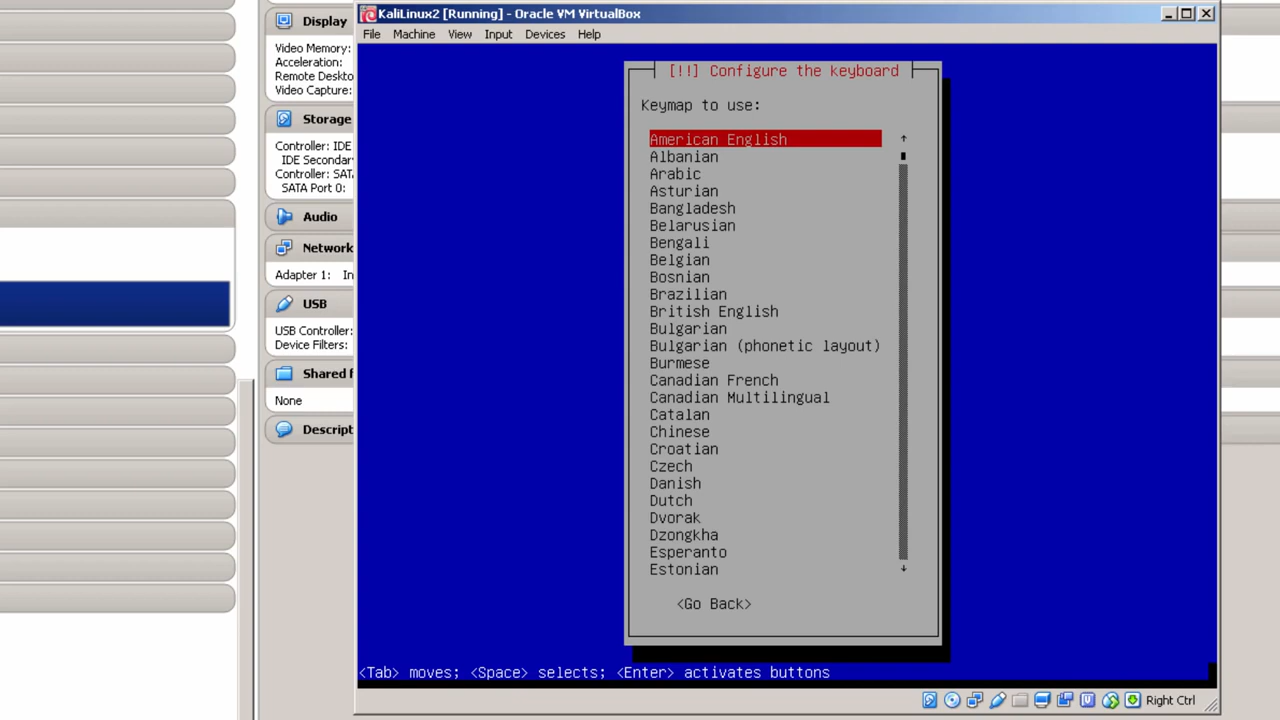 Display
Video Memory:
Acceleration:
Remote Deskto
Video Capture:
Storage
Controller: IDE
IDE Secondar
Controller: SAT
SATA Port 0:
Audio
Network
Adapter 1: In
USB
USB Controller:
Device Filters:
Shared f
None
Descript
KaliLinux2 [Running] - Oracle VM VirtualBox
File Machine View Input Devices Help
[!!] Configure the keyboard
Keymap to use:
American English
Albanian
Arabic
Asturian
Bangladesh
Belarusian
Bengali
Belgian
Bosnian
Brazilian
British English
Bulgarian
Bulgarian (phonetic layout)
Burmese
Canadian French
Canadian Multilingual
Catalan
Chinese
Croatian
Czech
Danish
Dutch
Dvorak
Dzongkha
Esperanto
Estonian
<Go Back>
<Tab> moves; <Space> selects; <Enter> activates buttons
Right Ctrl